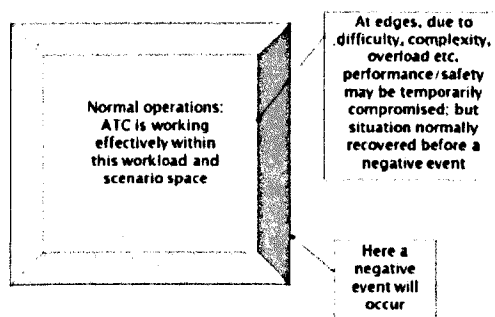 Normal operations:
ATC is working
effectively within
this workload and
scenario space
At edges, due to
difficulty, complexity,
overload etc.
performance/safety
may be temporarily
compromised; but
situation normally
recovered before a
negative event
Here a
negative
event will
occur